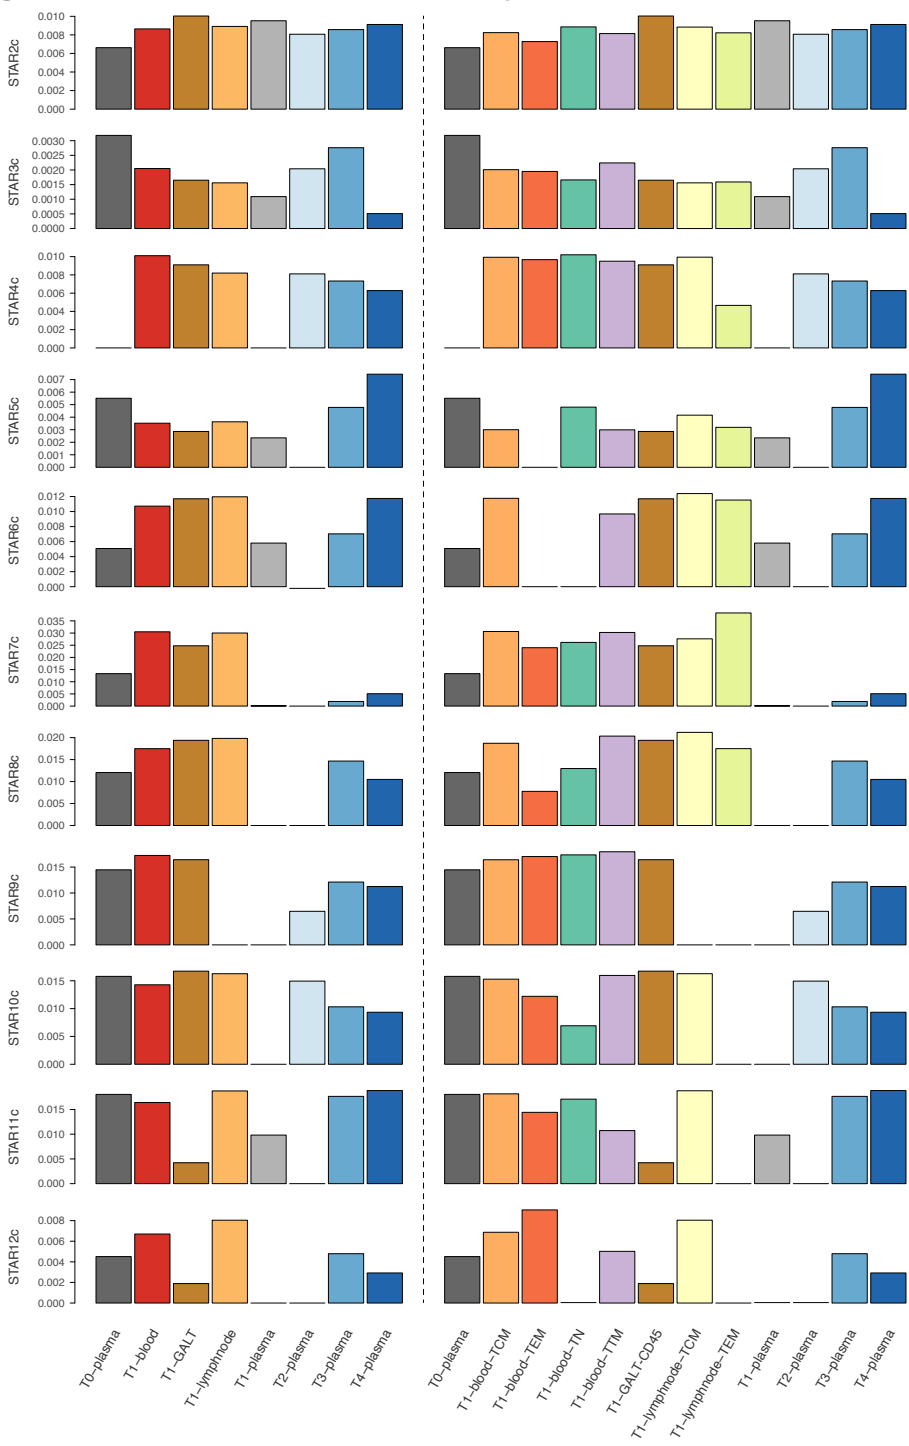 STAR2c
0.010
0.008
0.006
0.004
0.002
0.000
STAR3c
0.0030
0.0025
0.0020
0.0015
0.0010
0.0005
0.0000
STAR4c
0.010
0.008
0.006
0.004
0.002
0.000
STAR5c
0.007
0.006
0.005
0.004
0.003
0.002
0.001
0.000
STAR6c
0.012
0.010
0.008
0.006
0.004
0.002
0.000
STAR7c
0.035
0.030
0.025
0.020
0.015
0.010
0.005
0.000
STAR8c
0.020
0.015
0.010
0.005
0.000
STAR9c
0.015
0.010
0.005
0.000
STAR10c
0.015
0.010
0.005
0.000
STAR11c
0.015
0.010
0.005
0.000
STAR12c
0.008
0.006
0.004
0.002
0.000
T0−plasma
T1−blood
T1−GALT
T1−lymphnode
T1−plasma
T2−plasma
T3−plasma
T4−plasma
T0−plasma
T1−blood−TCM
T1−blood−TEM
T1−blood−TN
T1−blood−TTM
T1−GALT−CD45
T1−lymphnode−TCM
T1−lymphnode−TEM
T1−plasma
T2−plasma
T3−plasma
T4−plasma